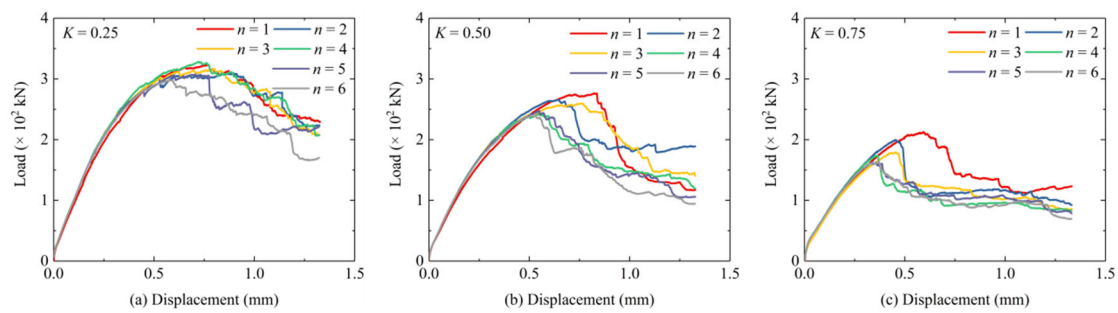 K = 0.25
n = 1
n = 2
n = 3
n = 4
n = 5
n = 6
Load (× 10² kN)
4
3
2
1
0
0.0
0.5
1.0
1.5
(a) Displacement (mm)
K = 0.50
n = 1
n = 2
n = 3
n = 4
n = 5
n = 6
Load (× 10² kN)
4
3
2
1
0
0.0
0.5
1.0
1.5
(b) Displacement (mm)
K = 0.75
n = 1
n = 2
n = 3
n = 4
n = 5
n = 6
Load (× 10² kN)
4
3
2
1
0
0.0
0.5
1.0
1.5
(c) Displacement (mm)